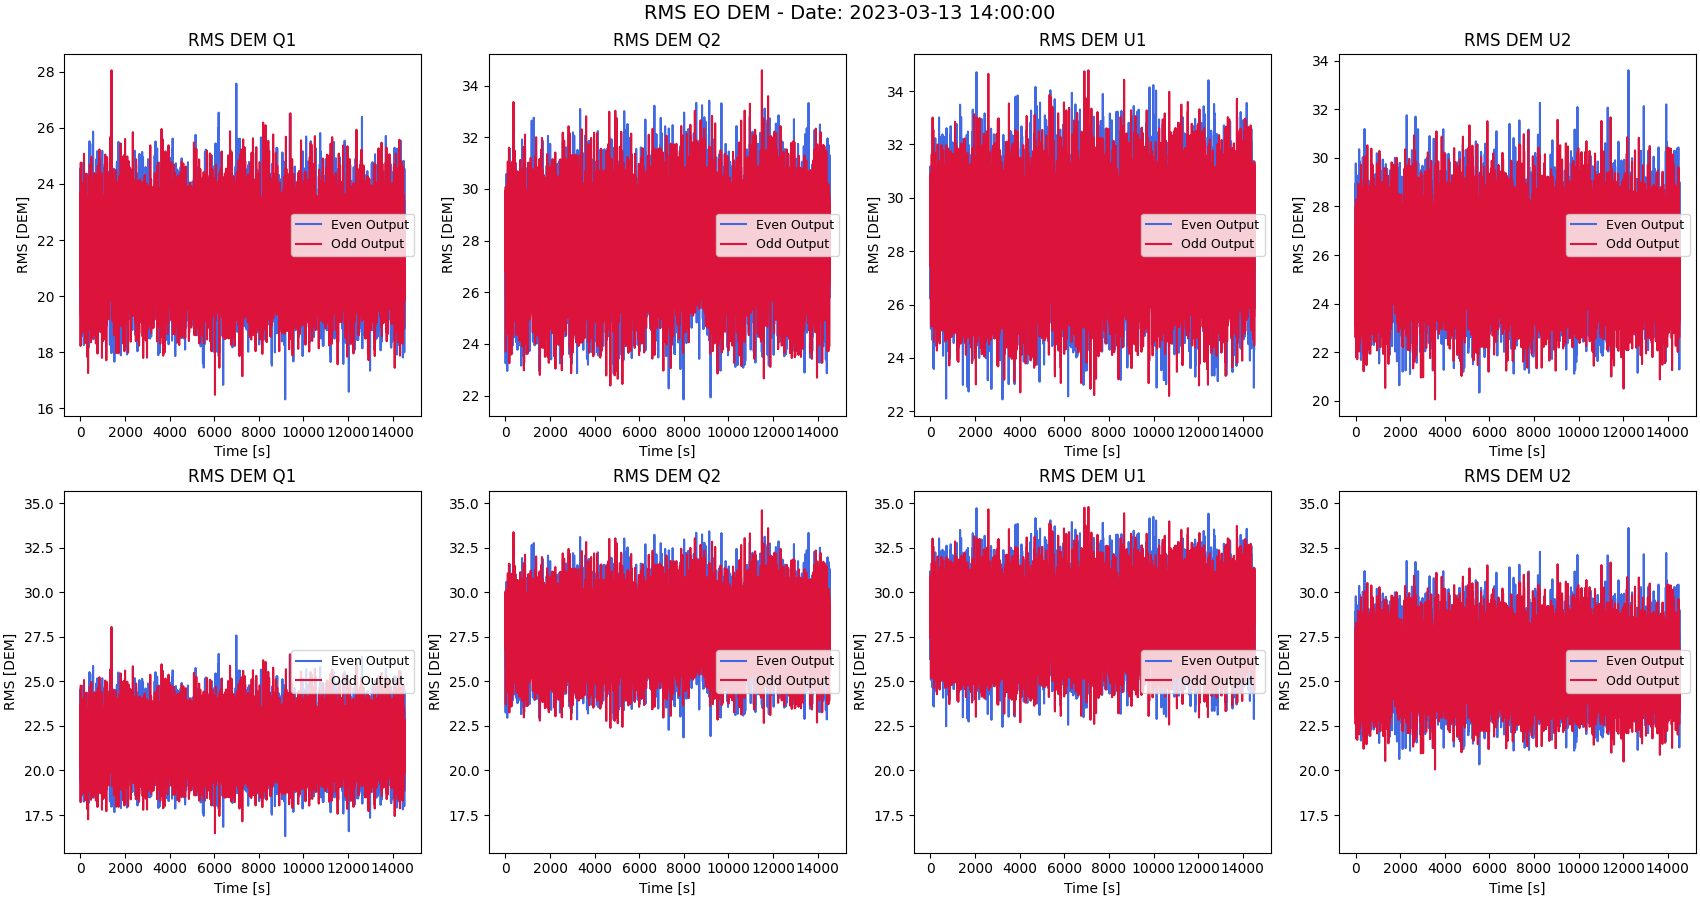 RMS EO DEM - Date: 2023-03-13 14:00:00
RMS DEM Q1
RMS [DEM]
28
26
24
22
20
18
16
Even Output
Odd Output
0 2000 4000 6000 8000 10000 12000 14000
Time [s]
RMS DEM Q2
RMS [DEM]
34
32
30
28
26
24
22
Even Output
Odd Output
0 2000 4000 6000 8000 10000 12000 14000
Time [s]
RMS DEM U1
RMS [DEM]
34
32
30
28
26
24
22
Even Output
Odd Output
0 2000 4000 6000 8000 10000 12000 14000
Time [s]
RMS DEM U2
RMS [DEM]
34
32
30
28
26
24
22
20
Even Output
Odd Output
0 2000 4000 6000 8000 10000 12000 14000
Time [s]
RMS DEM Q1
RMS [DEM]
35.0
32.5
30.0
27.5
25.0
22.5
20.0
17.5
Even Output
Odd Output
0 2000 4000 6000 8000 10000 12000 14000
Time [s]
RMS DEM Q2
RMS [DEM]
35.0
32.5
30.0
27.5
25.0
22.5
20.0
17.5
Even Output
Odd Output
0 2000 4000 6000 8000 10000 12000 14000
Time [s]
RMS DEM U1
RMS [DEM]
35.0
32.5
30.0
27.5
25.0
22.5
20.0
17.5
Even Output
Odd Output
0 2000 4000 6000 8000 10000 12000 14000
Time [s]
RMS DEM U2
RMS [DEM]
35.0
32.5
30.0
27.5
25.0
22.5
20.0
17.5
Even Output
Odd Output
0 2000 4000 6000 8000 10000 12000 14000
Time [s]